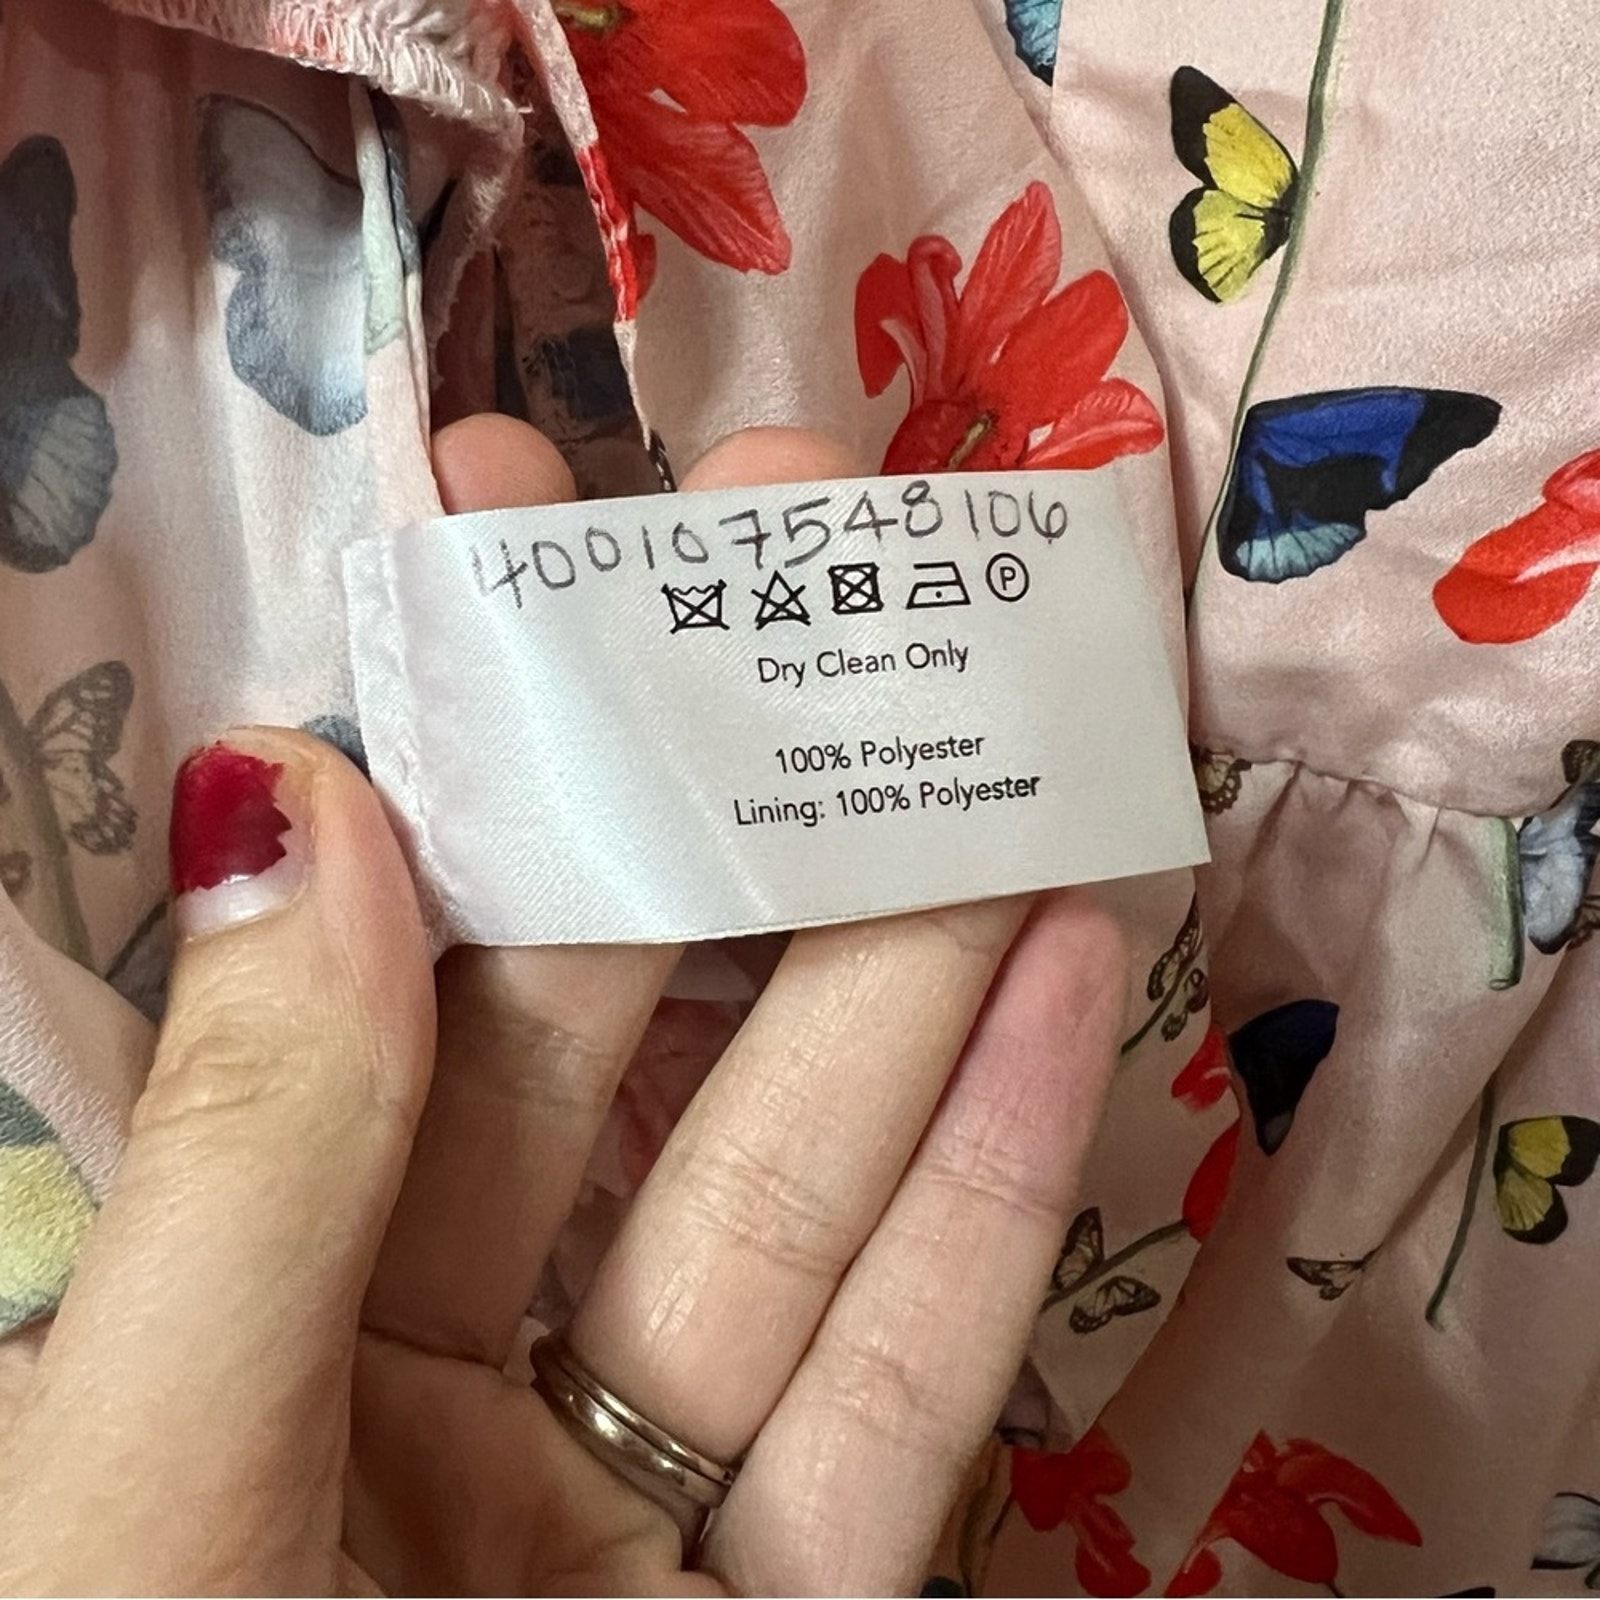 400107548106
P
Dry Clean Only
100% Polyester
Lining: 100% Polyester